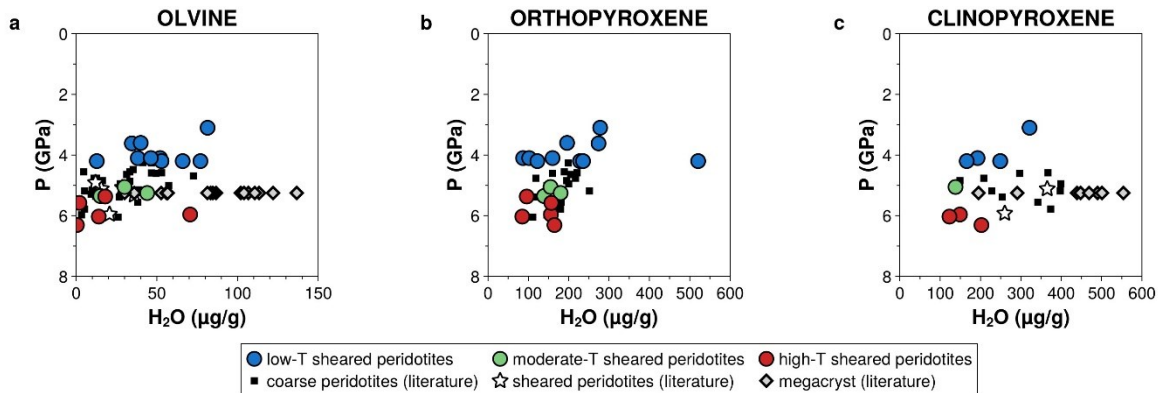 a OLVINE
0
2
4
6
8
P (GPa)
0 50 100 150
H₂O (µg/g)
b ORTHOPYROXENE
0
2
4
6
8
P (GPa)
0 100 200 300 400 500 600
H₂O (µg/g)
c CLINOPYROXENE
0
2
4
6
8
P (GPa)
0 100 200 300 400 500 600
H₂O (µg/g)
low-T sheared peridotites moderate-T sheared peridotites high-T sheared peridotites
coarse peridotites (literature) sheared peridotites (literature) megacryst (literature)